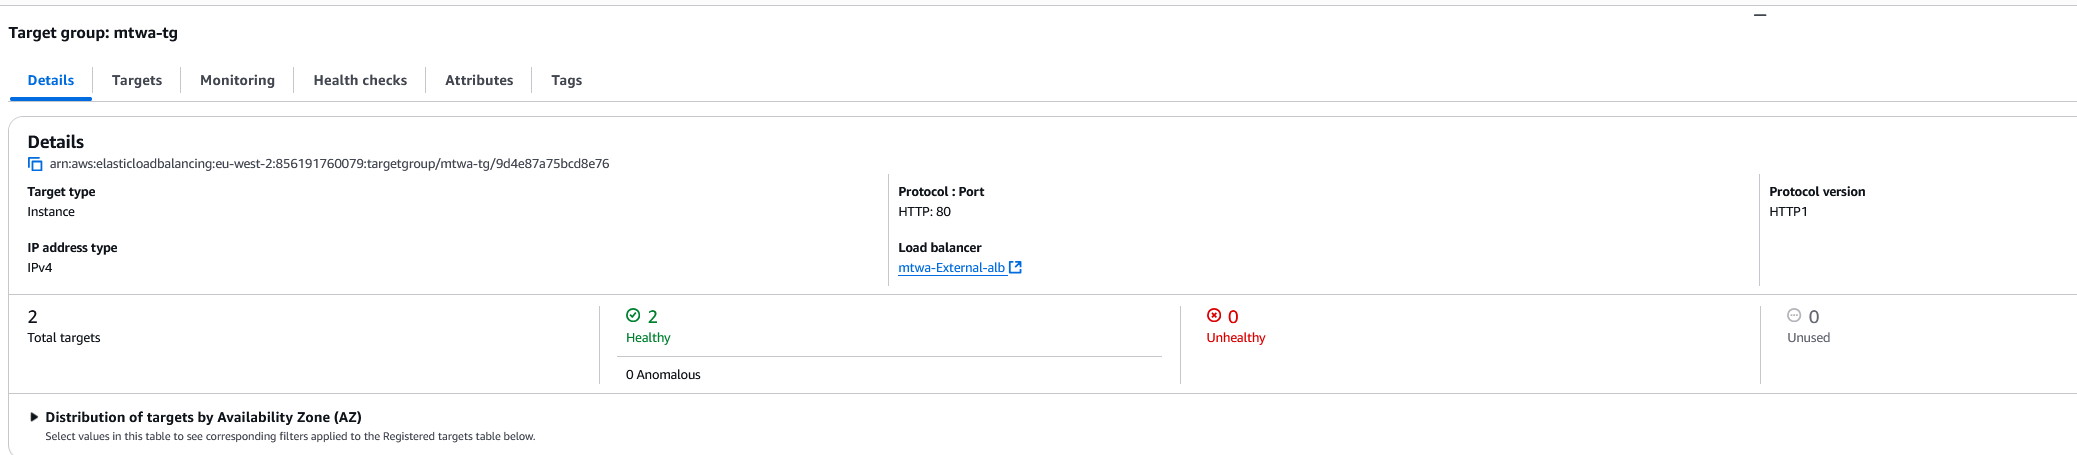 Target group: mtwa-tg
Details
Targets
Monitoring
Health checks
Attributes
Tags
Details
arn:aws:elasticloadbalancing:eu-west-2:856191760079:targetgroup/mtwa-tg/9d4e87a75bcd8e76
Target type
Instance
Protocol : Port
HTTP: 80
Protocol version
HTTP1
IP address type
IPv4
Load balancer
mtwa-External-alb
2
Total targets
2
Healthy
0 Anomalous
0
Unhealthy
0
Unused
Distribution of targets by Availability Zone (AZ)
Select values in this table to see corresponding filters applied to the Registered targets table below.